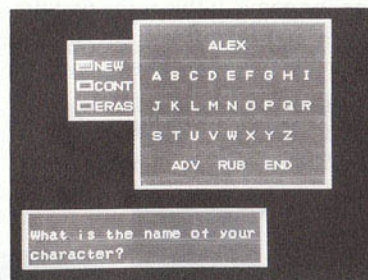 ALEX
NEW
A B C D E F G H I
CONT
J K L M N O P Q R
ERAS
S T U V W X Y Z
ADV RUB END
What is the name of your
character?